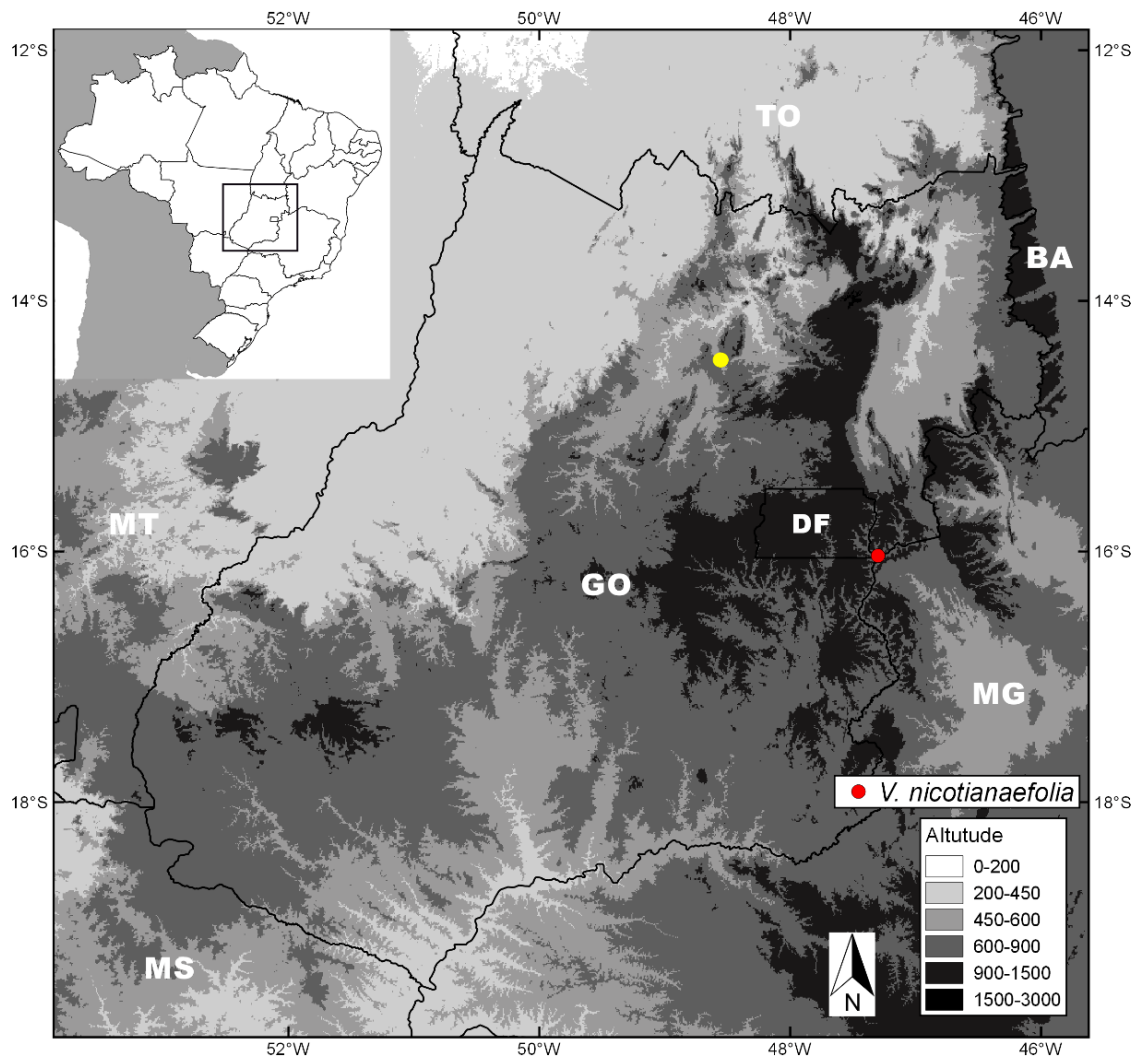 52°W 50°W 48°W 46°W
12°S 12°S
TO
BA
14°S 14°S
MT DF
16°S 16°S
GO
MG
V. nicotianaefolia
18°S 18°S
Altutude
0-200
200-450
450-600
600-900
900-1500
1500-3000
MS
N
52°W 50°W 48°W 46°W